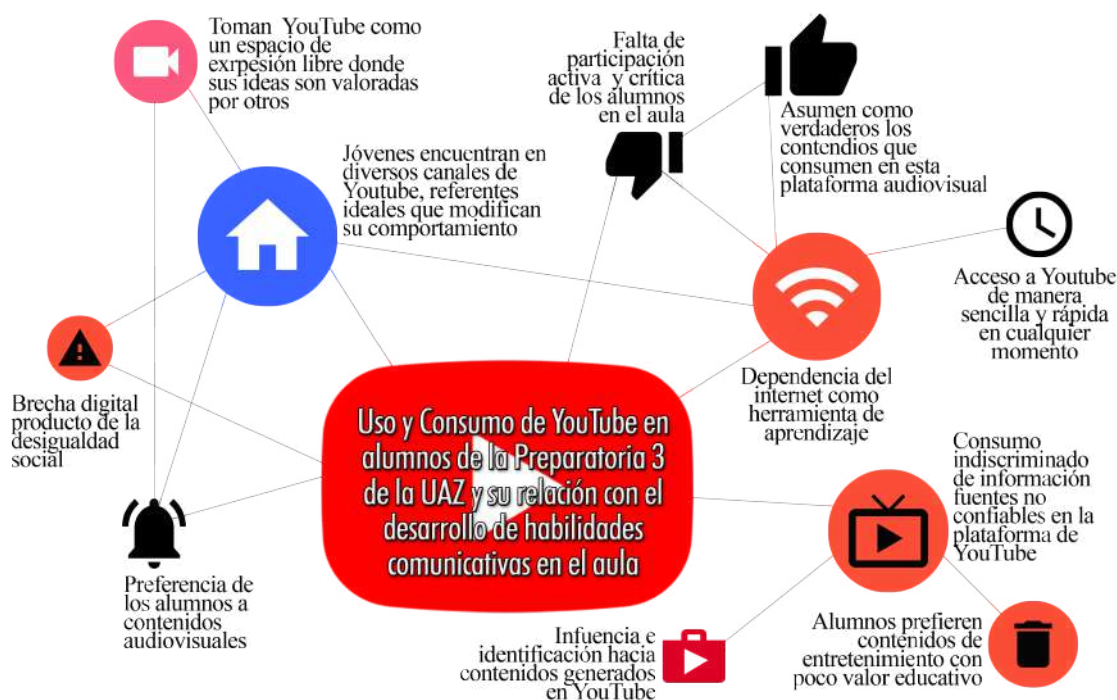 Toman YouTube como
un espacio de
exrpesión libre donde
sus ideas son valoradas
por otros
Falta de
participación
activa y crítica
de los alumnos
en el aula
Asumen como
verdaderos los
contendios que
consumen en esta
plataforma audiovisual
Jóvenes encuentran en
diversos canales de
Youtube, referentes
ideales que modifican
su comportamiento
Acceso a Youtube
de manera
sencilla y rápida
en cualquier
momento
Brecha digital
producto de la
desigualdad
social
Dependencia del
internet como
herramienta de
aprendizaje
Uso y Consumo de YouTube en
alumnos de la Preparatoria 3
de la UAZ y su relación con el
desarrollo de habilidades
comunicativas en el aula
Consumo
indiscriminado
de información
fuentes no
confiables en la
plataforma de
YouTube
Preferencia de
los alumnos a
contenidos
audiovisuales
Infuencia e
identificación hacia
contenidos generados
en YouTube
Alumnos prefieren
contenidos de
entretenimiento con
poco valor educativo